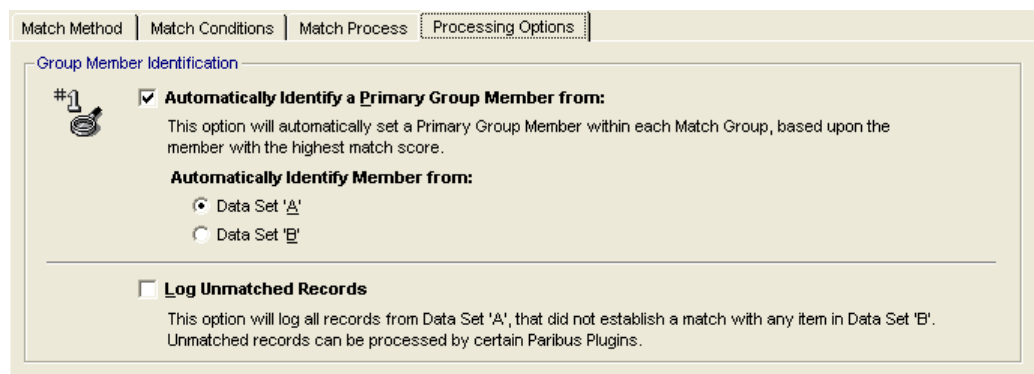 Match Method
Match Conditions
Match Process
Processing Options
Group Member Identification
#1
Automatically Identify a Primary Group Member from:
This option will automatically set a Primary Group Member within each Match Group, based upon the
member with the highest match score.
Automatically Identify Member from:
Data Set 'A'
Data Set 'B'
Log Unmatched Records
This option will log all records from Data Set 'A', that did not establish a match with any item in Data Set 'B'.
Unmatched records can be processed by certain Paribus Plugins.